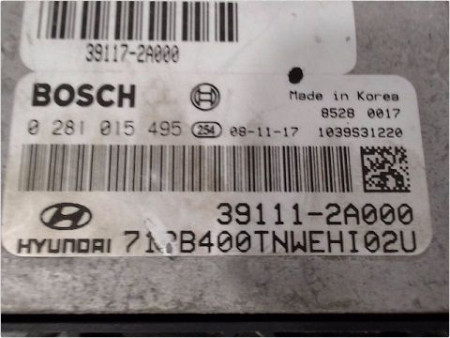 39117-2A000
BOSCH
Made in Korea
8528 0017
0 281 015 495 254 08-11-17 1039S31220
39111-2A000
HYUNDAI